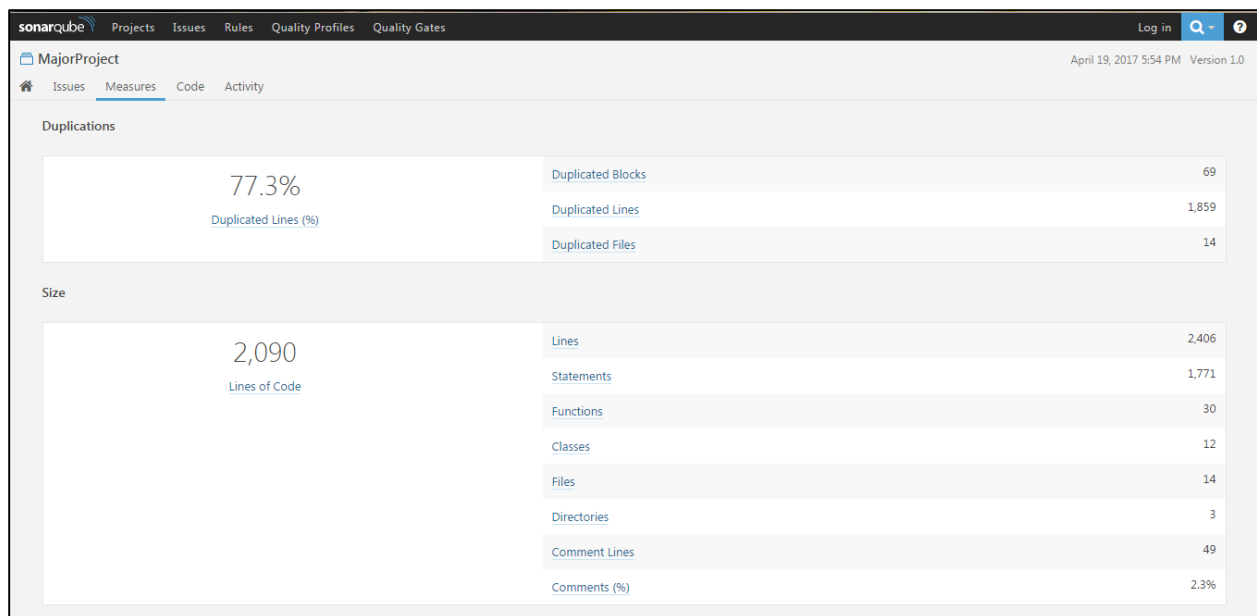 sonarqube Projects Issues Rules Quality Profiles Quality Gates Log in
MajorProject April 19, 2017 5:54 PM Version 1.0
Issues Measures Code Activity
Duplications
77.3%
Duplicated Lines (%)
Duplicated Blocks 69
Duplicated Lines 1,859
Duplicated Files 14
Size
2,090
Lines of Code
Lines 2,406
Statements 1,771
Functions 30
Classes 12
Files 14
Directories 3
Comment Lines 49
Comments (%) 2.3%